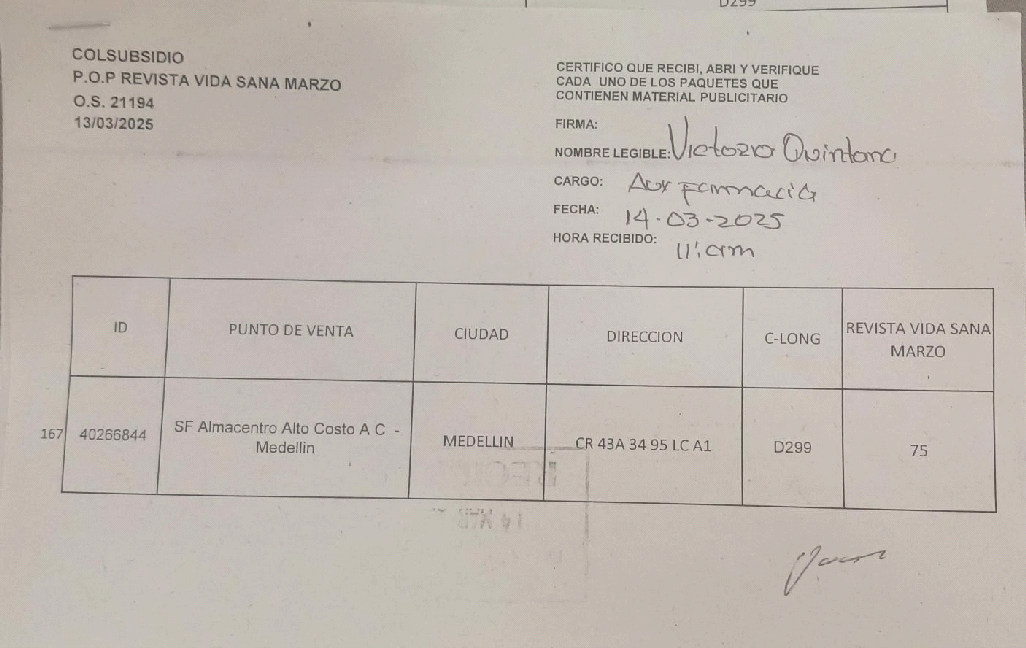 D299
COLSUBSIDIO
P.O.P REVISTA VIDA SANA MARZO
O.S. 21194
13/03/2025
CERTIFICO QUE RECIBI, ABRI Y VERIFIQUE
CADA UNO DE LOS PAQUETES QUE
CONTIENEN MATERIAL PUBLICITARIO
FIRMA:
NOMBRE LEGIBLE: Victoria Quintana
CARGO: Aux farmacia
FECHA: 14-03-2025
HORA RECIBIDO: 11:am
ID PUNTO DE VENTA CIUDAD DIRECCION C-LONG REVISTA VIDA SANA
MARZO
167 40266844 SF Almacentro Alto Costo A C - MEDELLIN CR 43A 34 95 LC A1 D299 75
Medellin
14 MAR